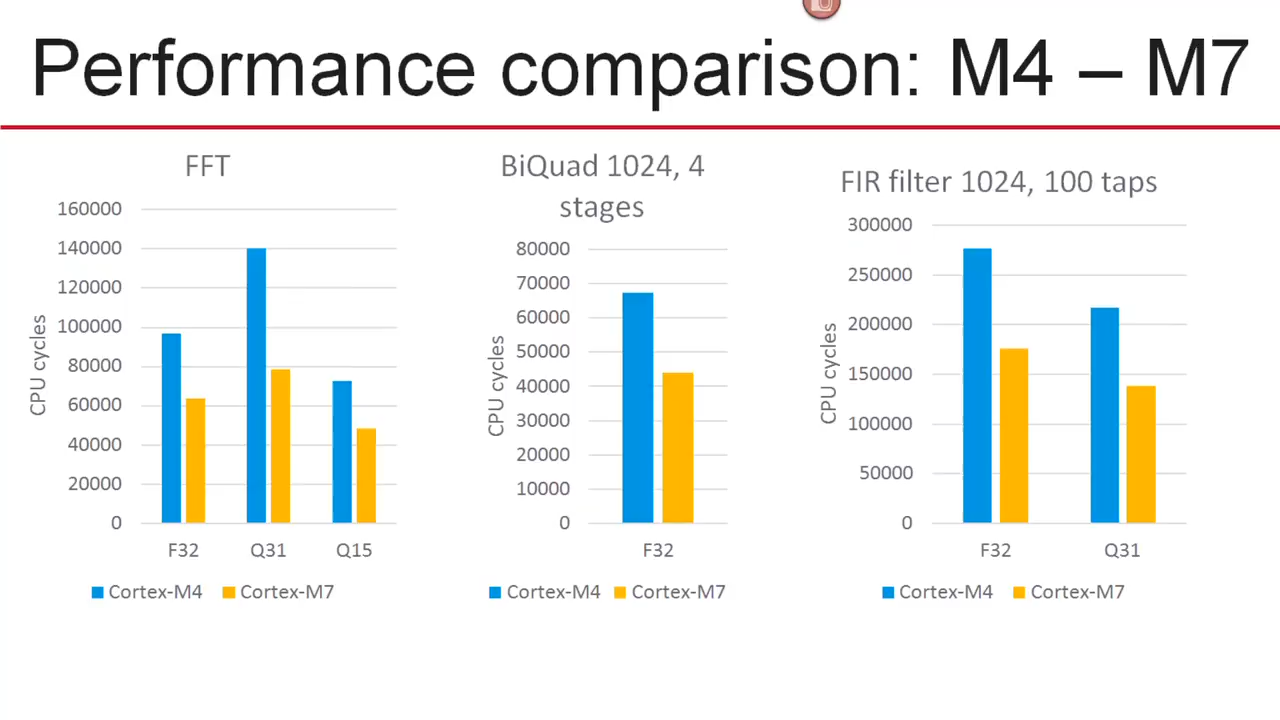 Performance comparison: M4 – M7
FFT
CPU cycles
160000
140000
120000
100000
80000
60000
40000
20000
0
F32 Q31 Q15
Cortex-M4 Cortex-M7
BiQuad 1024, 4
stages
CPU cycles
80000
70000
60000
50000
40000
30000
20000
10000
0
F32
Cortex-M4 Cortex-M7
FIR filter 1024, 100 taps
CPU cycles
300000
250000
200000
150000
100000
50000
0
F32 Q31
Cortex-M4 Cortex-M7